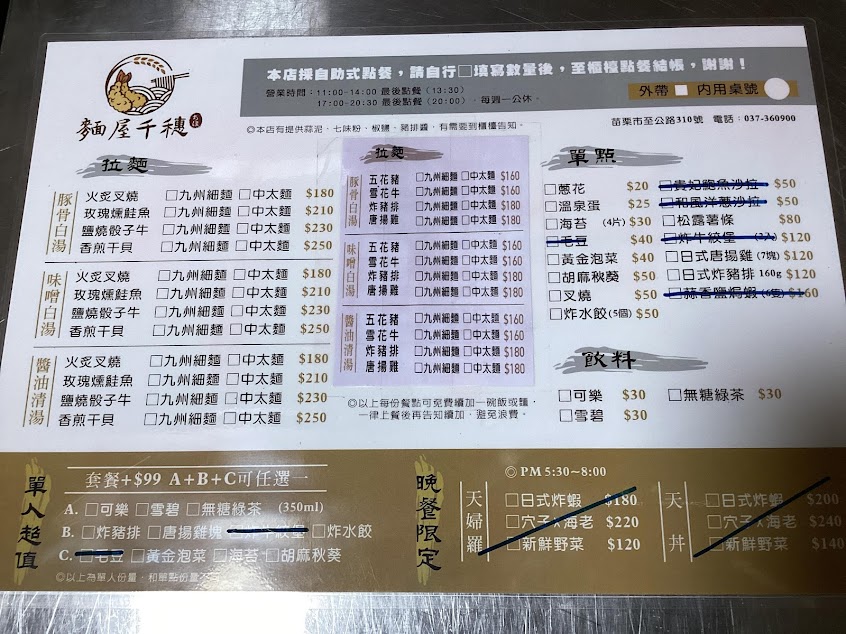 麵屋千穗
本店採自助式點餐，請自行□填寫數量後，至櫃檯點餐結帳，謝謝！
營業時間：11:00-14:00 最後點餐（13:30）
17:00-20:30 最後點餐（20:00），每週一公休。
外帶 內用桌號
苗栗市至公路310號 電話：037-360900
◎本店有提供蒜泥、七味粉、椒鹽、豬排醬，有需要到櫃檯告知。
拉麵
豚骨白湯
火炙叉燒 □九州細麵 □中太麵 $180
玫瑰燻鮭魚 □九州細麵 □中太麵 $210
鹽燒骰子牛 □九州細麵 □中太麵 $230
香煎干貝 □九州細麵 □中太麵 $250
味噌白湯
火炙叉燒 □九州細麵 □中太麵 $180
玫瑰燻鮭魚 □九州細麵 □中太麵 $210
鹽燒骰子牛 □九州細麵 □中太麵 $230
香煎干貝 □九州細麵 □中太麵 $250
醬油清湯
火炙叉燒 □九州細麵 □中太麵 $180
玫瑰燻鮭魚 □九州細麵 □中太麵 $210
鹽燒骰子牛 □九州細麵 □中太麵 $230
香煎干貝 □九州細麵 □中太麵 $250
拉麵
豚骨白湯
五花豬 □九州細麵 □中太麵 $160
雪花牛 □九州細麵 □中太麵 $160
炸豬排 □九州細麵 □中太麵 $180
唐揚雞 □九州細麵 □中太麵 $180
味噌白湯
五花豬 □九州細麵 □中太麵 $160
雪花牛 □九州細麵 □中太麵 $160
炸豬排 □九州細麵 □中太麵 $180
唐揚雞 □九州細麵 □中太麵 $180
醬油清湯
五花豬 □九州細麵 □中太麵 $160
雪花牛 □九州細麵 □中太麵 $160
炸豬排 □九州細麵 □中太麵 $180
唐揚雞 □九州細麵 □中太麵 $180
◎以上每份餐點可免費續加一碗飯或麵，
一律上餐後再告知續加，避免浪費。
單點
□蔥花 $20
□溫泉蛋 $25
□海苔 (4片) $30
□毛豆 $40
□黃金泡菜 $40
□胡麻秋葵 $50
□叉燒 $50
□炸水餃(5個) $50
□貴妃鮑魚沙拉 $50
□和風洋蔥沙拉 $50
□松露薯條 $80
□炸牛蚊堡 (2入) $120
□日式唐揚雞 (7塊) $120
□日式炸豬排 160g $120
□蒜香鹽焗蝦 (6隻) $160
飲料
□可樂 $30
□雪碧 $30
□無糖綠茶 $30
單人超值
套餐+$99 A+B+C可任選一
A. □可樂 □雪碧 □無糖綠茶 (350ml)
B. □炸豬排 □唐揚雞塊 □炸水餃
C. □毛豆 □黃金泡菜 □海苔 □胡麻秋葵
◎以上為單人份量，和單點份量不
晚餐限定
◎PM 5:30~8:00
天婦羅
□日式炸蝦 $180
□穴子x海老 $220
□新鮮野菜 $120
天丼
□日式炸蝦 $200
□穴子x海老 $240
□新鮮野菜 $140